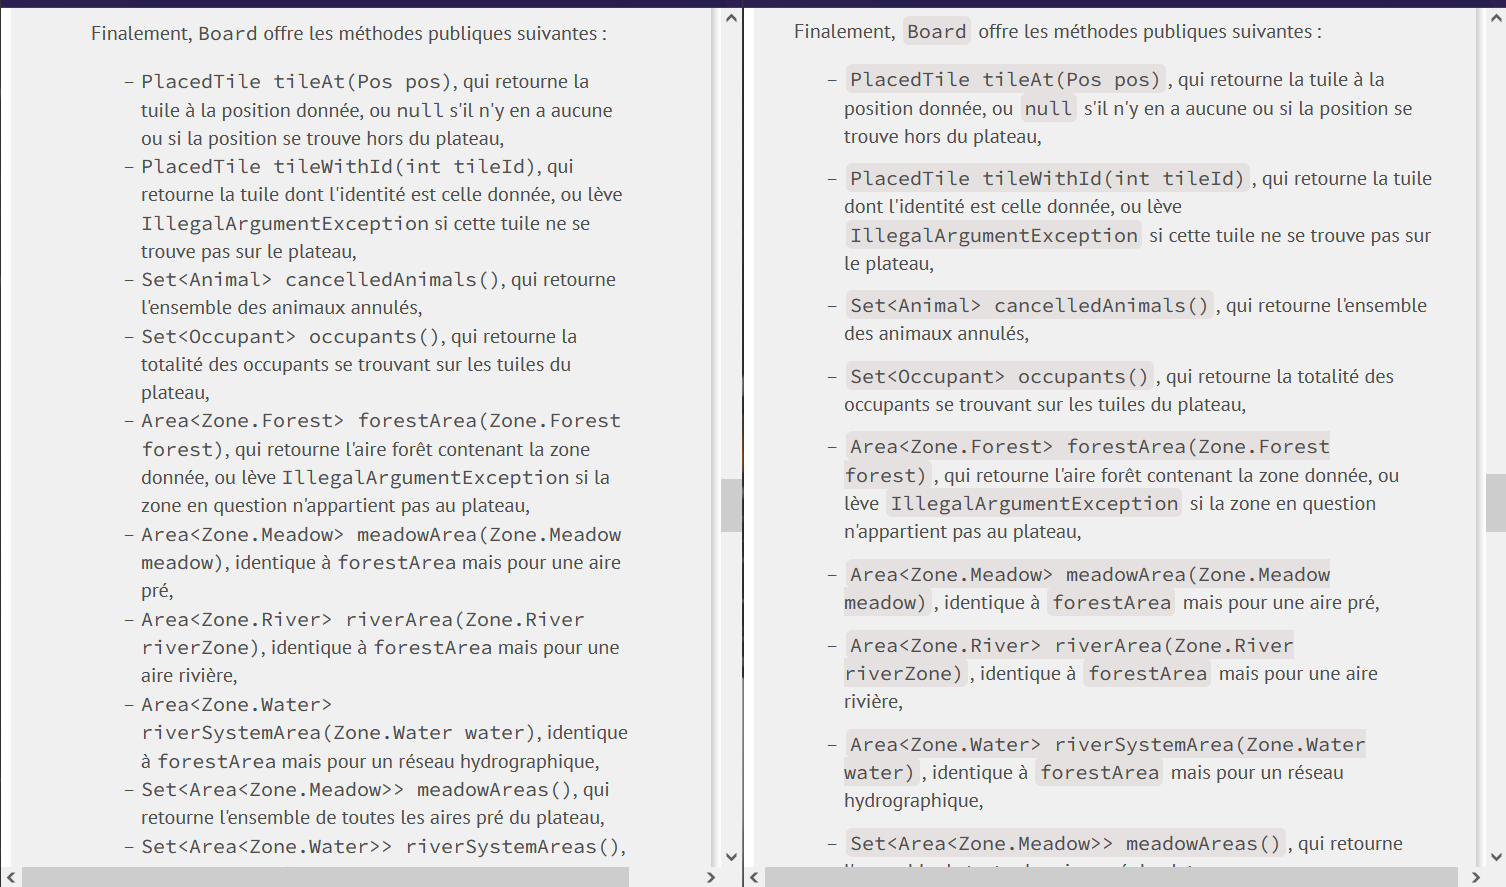 Finalement, Board offre les méthodes publiques suivantes :
– PlacedTile tileAt(Pos pos), qui retourne la
tuile à la position donnée, ou null s'il n'y en a aucune
ou si la position se trouve hors du plateau,
– PlacedTile tileWithId(int tileId), qui
retourne la tuile dont l'identité est celle donnée, ou lève
IllegalArgumentException si cette tuile ne se
trouve pas sur le plateau,
– Set<Animal> cancelledAnimals(), qui retourne
l'ensemble des animaux annulés,
– Set<Occupant> occupants(), qui retourne la
totalité des occupants se trouvant sur les tuiles du
plateau,
– Area<Zone.Forest> forestArea(Zone.Forest
forest), qui retourne l'aire forêt contenant la zone
donnée, ou lève IllegalArgumentException si la
zone en question n'appartient pas au plateau,
– Area<Zone.Meadow> meadowArea(Zone.Meadow
meadow), identique à forestArea mais pour une aire
pré,
– Area<Zone.River> riverArea(Zone.River
riverZone), identique à forestArea mais pour une
aire rivière,
– Area<Zone.Water>
riverSystemArea(Zone.Water water), identique
à forestArea mais pour un réseau hydrographique,
– Set<Area<Zone.Meadow>> meadowAreas(), qui
retourne l'ensemble de toutes les aires pré du plateau,
– Set<Area<Zone.Water>> riverSystemAreas(),
Finalement, Board offre les méthodes publiques suivantes :
– PlacedTile tileAt(Pos pos), qui retourne la tuile à la
position donnée, ou null s'il n'y en a aucune ou si la position se
trouve hors du plateau,
– PlacedTile tileWithId(int tileId), qui retourne la tuile
dont l'identité est celle donnée, ou lève
IllegalArgumentException si cette tuile ne se trouve pas sur
le plateau,
– Set<Animal> cancelledAnimals(), qui retourne l'ensemble
des animaux annulés,
– Set<Occupant> occupants(), qui retourne la totalité des
occupants se trouvant sur les tuiles du plateau,
– Area<Zone.Forest> forestArea(Zone.Forest
forest), qui retourne l'aire forêt contenant la zone donnée, ou
lève IllegalArgumentException si la zone en question
n'appartient pas au plateau,
– Area<Zone.Meadow> meadowArea(Zone.Meadow
meadow), identique à forestArea mais pour une aire pré,
– Area<Zone.River> riverArea(Zone.River
riverZone), identique à forestArea mais pour une aire
rivière,
– Area<Zone.Water> riverSystemArea(Zone.Water
water), identique à forestArea mais pour un réseau
hydrographique,
– Set<Area<Zone.Meadow>> meadowAreas(), qui retourne